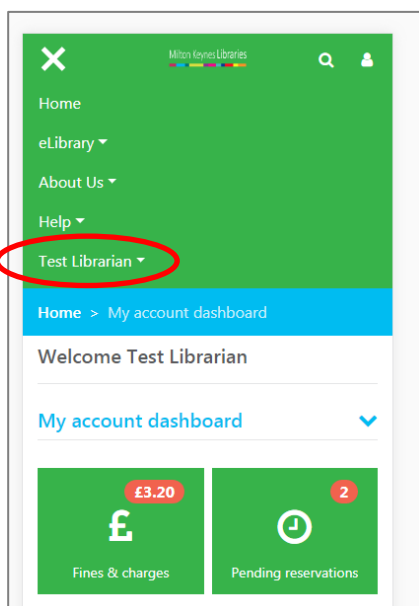 Milton Keynes Libraries
Home
eLibrary
About Us
Help
Test Librarian
Home > My account dashboard
Welcome Test Librarian
My account dashboard
£3.20
£
Fines & charges
2
Pending reservations